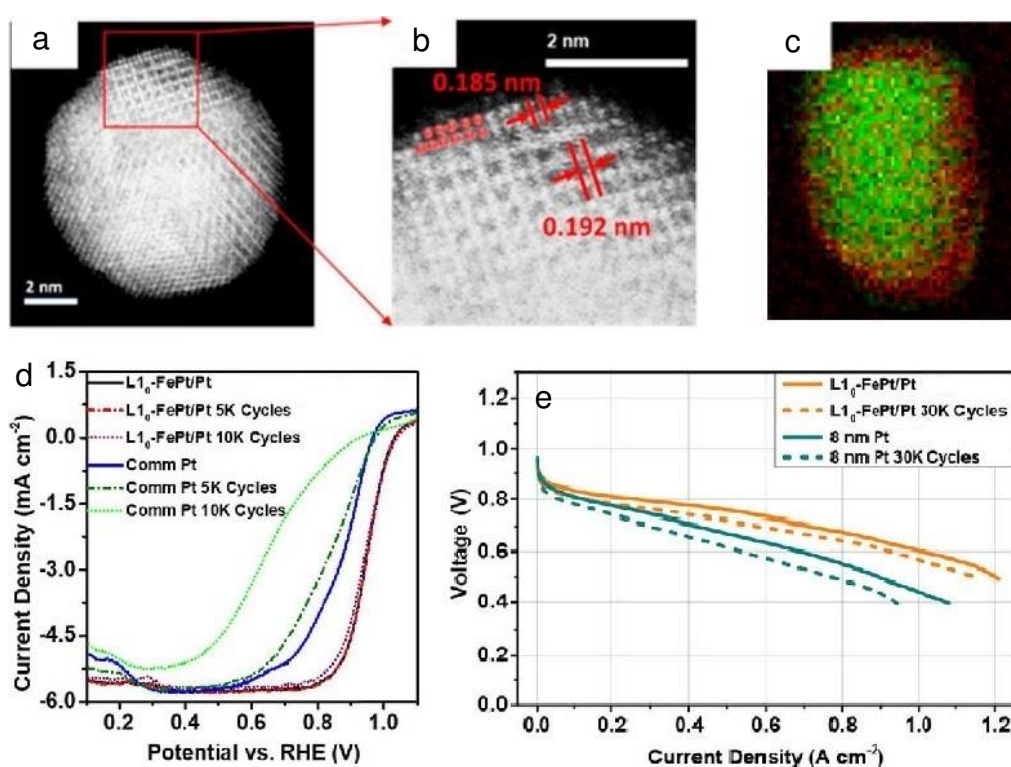 a
2 nm
b
2 nm
0.185 nm
0.192 nm
c
d
1.5
0.0
-1.5
-3.0
-4.5
-6.0
Current Density (mA cm⁻²)
L1₀-FePt/Pt
L1₀-FePt/Pt 5K Cycles
L1₀-FePt/Pt 10K Cycles
Comm Pt
Comm Pt 5K Cycles
Comm Pt 10K Cycles
0.2 0.4 0.6 0.8 1.0
Potential vs. RHE (V)
e
1.2
1.0
0.8
0.6
0.4
0.2
0.0
Voltage (V)
L1₀-FePt/Pt
L1₀-FePt/Pt 30K Cycles
8 nm Pt
8 nm Pt 30K Cycles
0.0 0.2 0.4 0.6 0.8 1.0 1.2
Current Density (A cm⁻²)